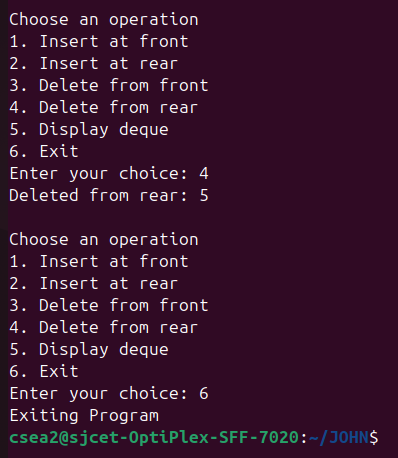 Choose an operation
1. Insert at front
2. Insert at rear
3. Delete from front
4. Delete from rear
5. Display deque
6. Exit
Enter your choice: 4
Deleted from rear: 5

Choose an operation
1. Insert at front
2. Insert at rear
3. Delete from front
4. Delete from rear
5. Display deque
6. Exit
Enter your choice: 6
Exiting Program
csea2@sjcet-OptiPlex-SFF-7020:~/JOHN$